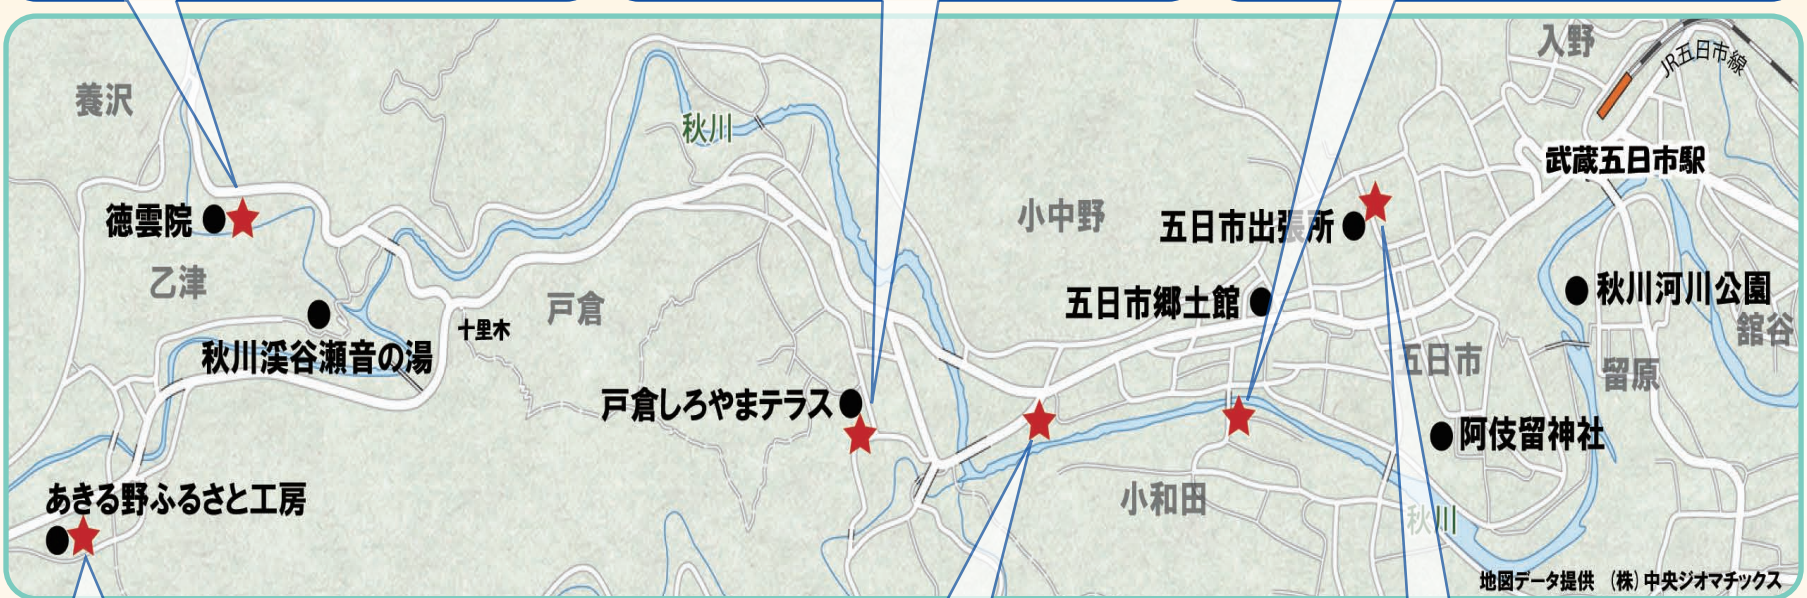 入野
JR五日市線
養沢
秋川
武蔵五日市駅
徳雲院
小中野
五日市出張所
乙津
秋川河川公園
戸倉
五日市郷土館
十里木
舘谷
秋川渓谷瀬音の湯
五日市
留原
戸倉しろやまテラス
阿伎留神社
あきる野ふるさと工房
小和田
秋川
地図データ提供 (株)中央ジオマチックス